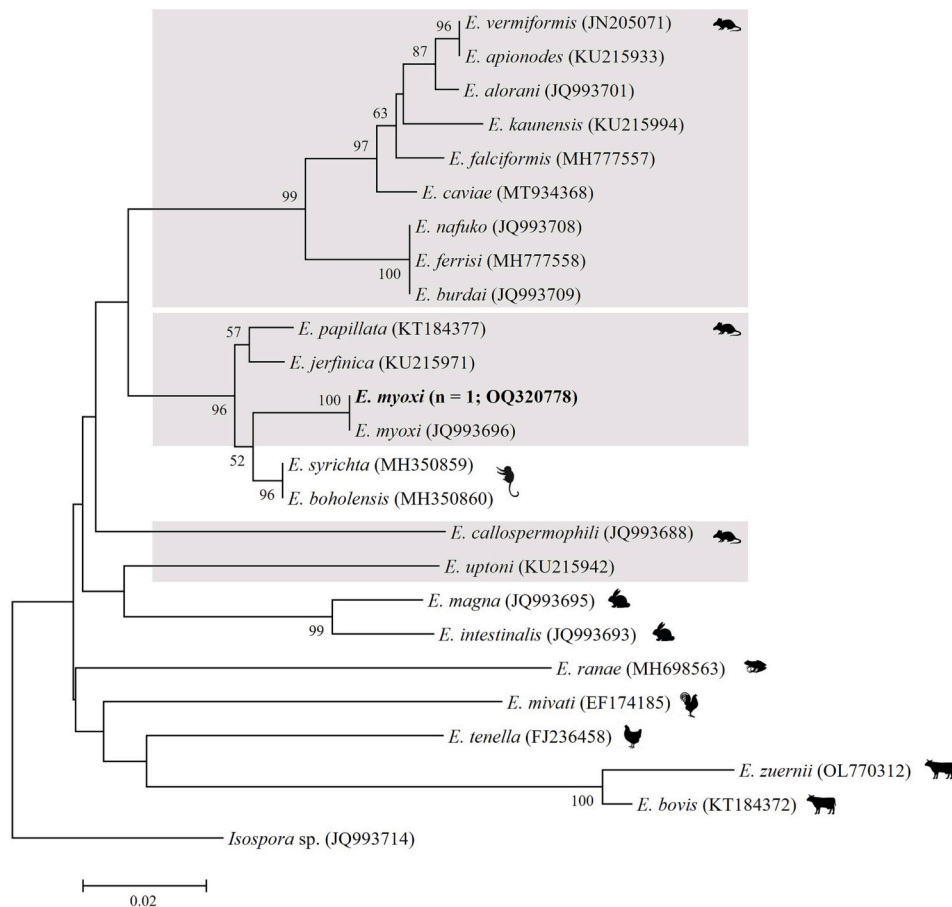 96
E. vermiformis (JN205071)
87
E. apionodes (KU215933)
E. alorani (JQ993701)
63
E. kaunensis (KU215994)
97
E. falciformis (MH777557)
99
E. caviae (MT934368)
E. nafuko (JQ993708)
E. ferrisi (MH777558)
100
E. burdai (JQ993709)
57
E. papillata (KT184377)
E. jerfinica (KU215971)
96
100
E. myoxi (n = 1; OQ320778)
E. myoxi (JQ993696)
52
E. syrichta (MH350859)
96
E. boholensis (MH350860)
E. callospermophili (JQ993688)
E. uptoni (KU215942)
E. magna (JQ993695)
99
E. intestinalis (JQ993693)
E. ranae (MH698563)
E. mivati (EF174185)
E. tenella (FJ236458)
E. zuernii (OL770312)
100
E. bovis (KT184372)
Isospora sp. (JQ993714)
0.02